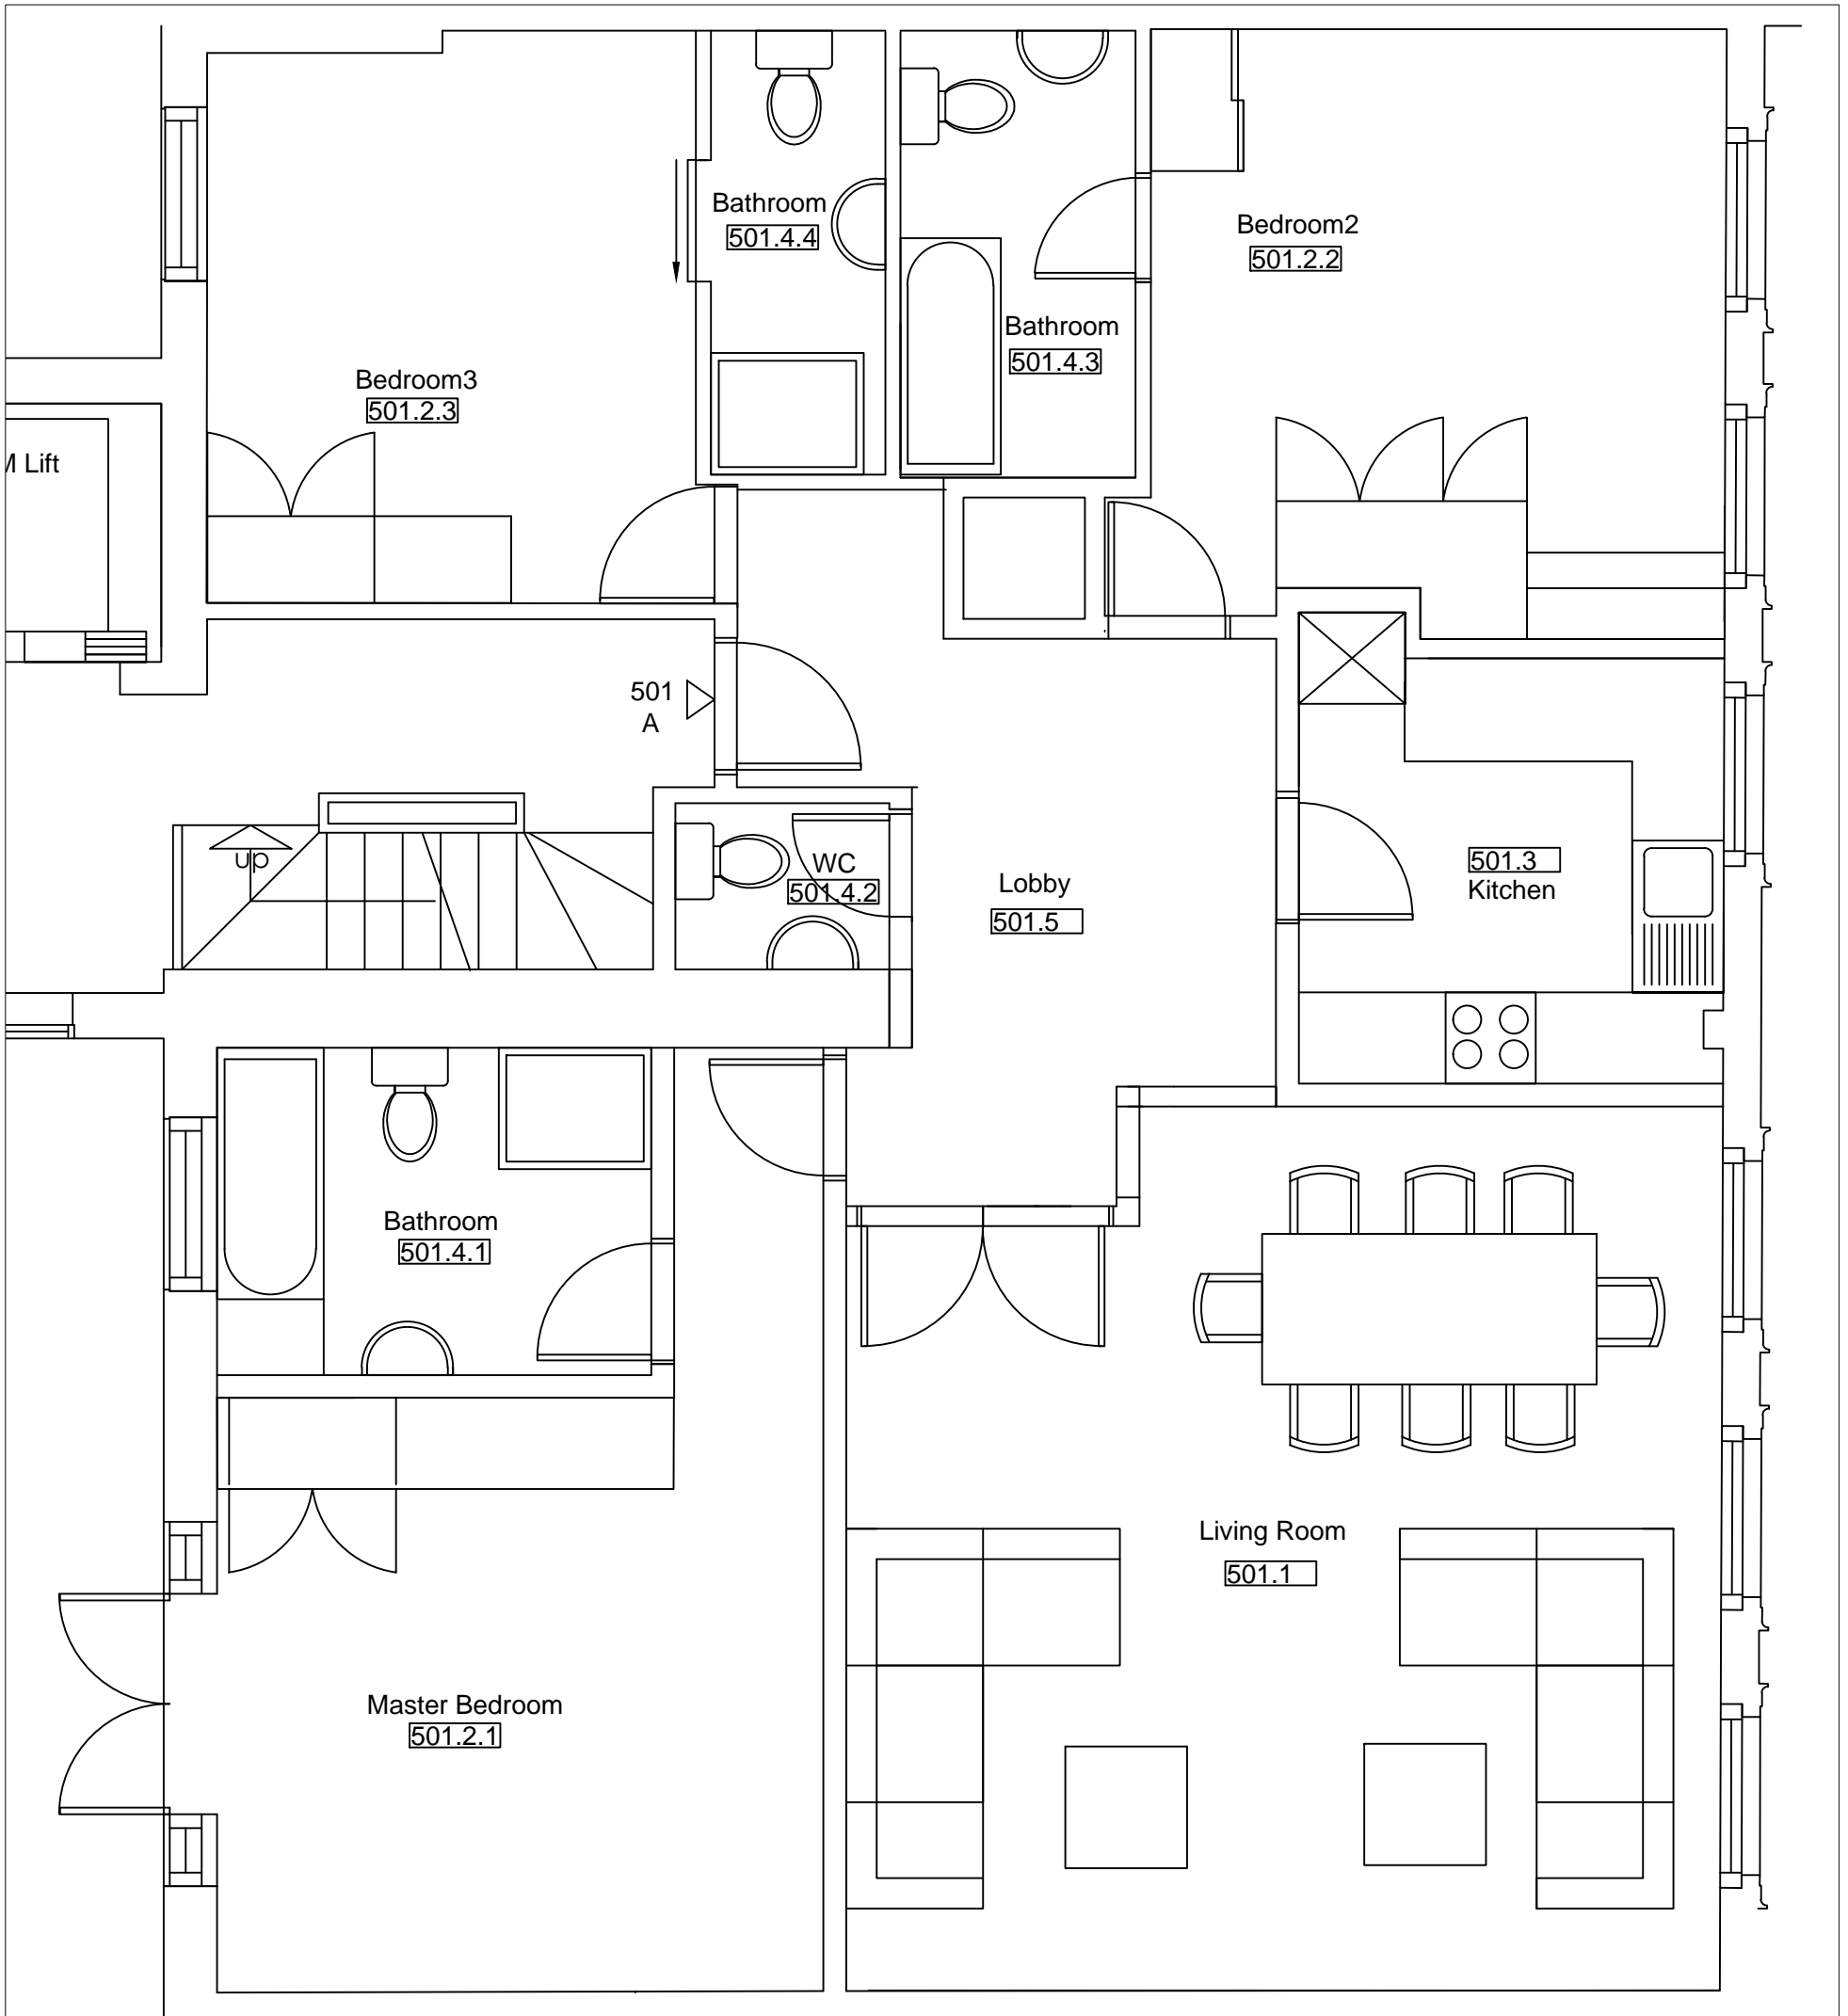 Bathroom
501.4.4
Bedroom2
501.2.2
Bathroom
501.4.3
Bedroom3
501.2.3
Lift
501
A
up
WC
501.4.2
Lobby
501.5
501.3
Kitchen
Bathroom
501.4.1
Living Room
501.1
Master Bedroom
501.2.1